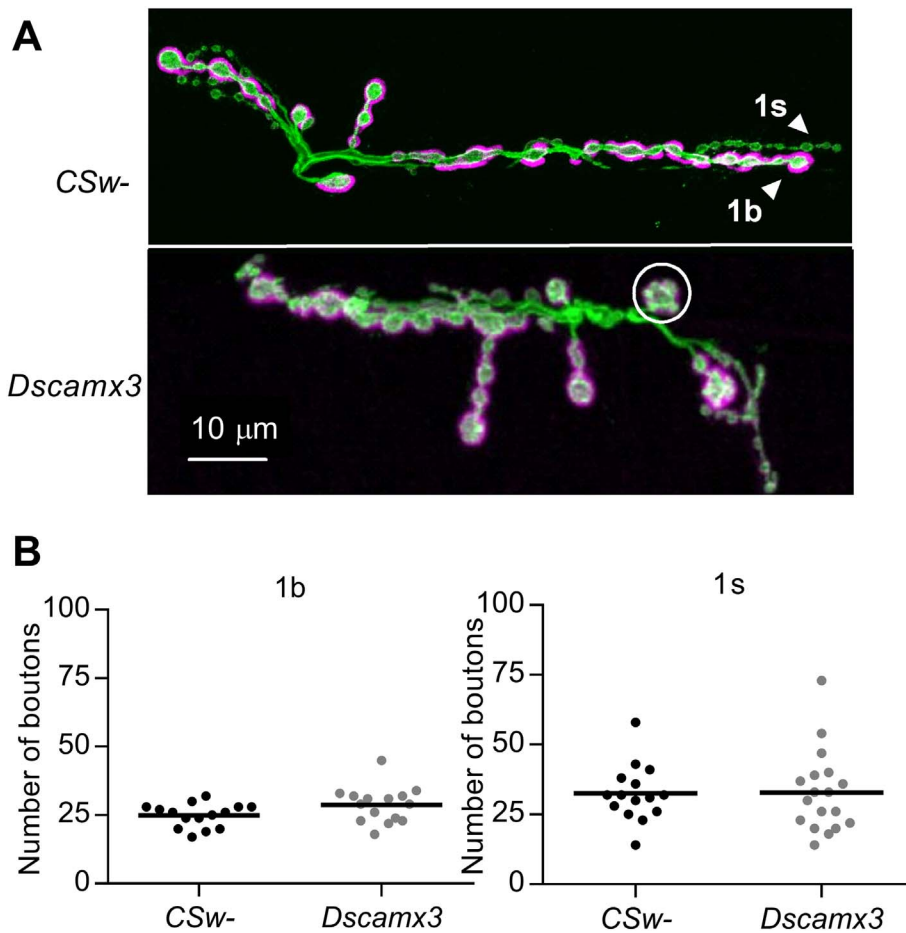 A
CSw-
1s
1b
Dscamx3
10 μm
B
1b
1s
Number of boutons
100
75
50
25
0
CSw-
Dscamx3
Number of boutons
100
75
50
25
0
CSw-
Dscamx3